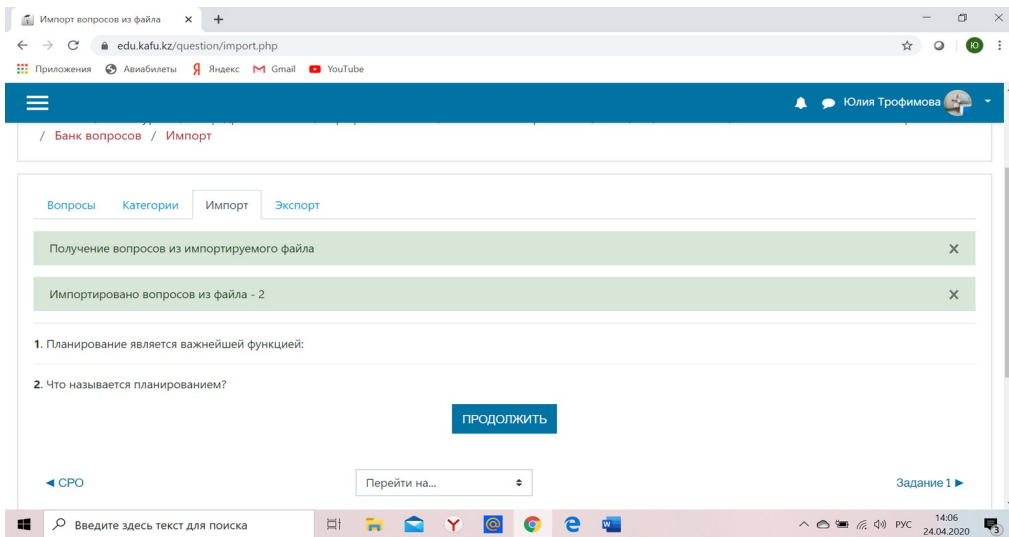 Импорт вопросов из файла
edu.kafu.kz/question/import.php
Ю
Приложения Авиабилеты Яндекс Gmail YouTube
Юлия Трофимова
/ Банк вопросов / Импорт
Вопросы Категории Импорт Экспорт
Получение вопросов из импортируемого файла
Импортировано вопросов из файла - 2
1. Планирование является важнейшей функцией:
2. Что называется планированием?
ПРОДОЛЖИТЬ
◄ СРО Перейти на... Задание 1 ►
Введите здесь текст для поиска
РУС
14:06
24.04.2020
3